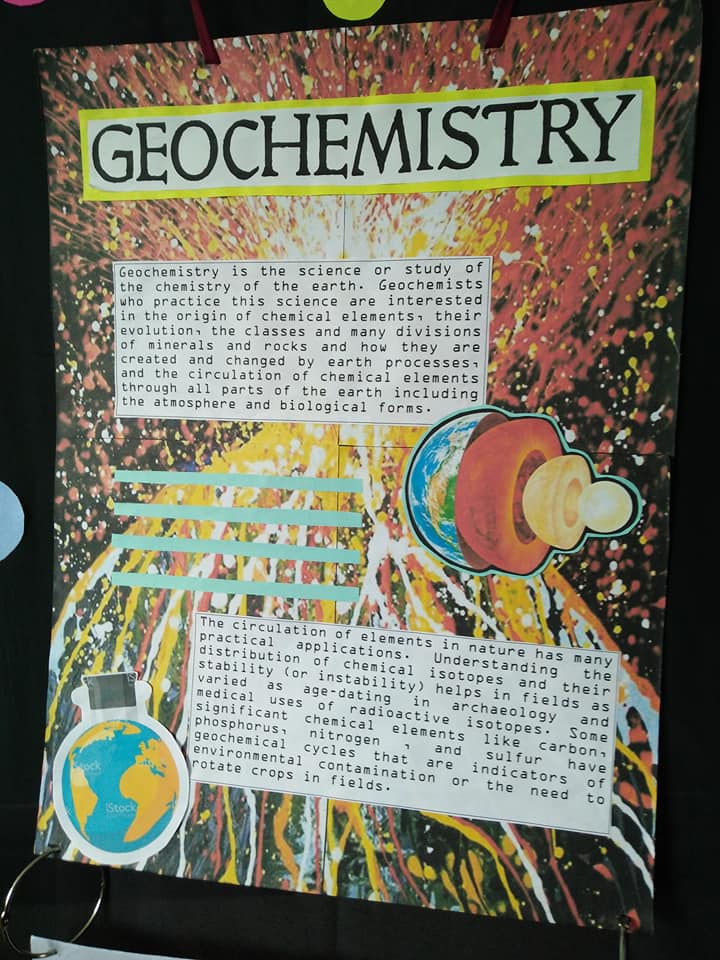 GEOCHEMISTRY
Geochemistry is the science or study of
the chemistry of the earth. Geochemists
who practice this science are interested
in the origin of chemical elements, their
evolution, the classes and many divisions
of minerals and rocks and how they are
created and changed by earth processes,
and the circulation of chemical elements
through all parts of the earth including
the atmosphere and biological forms.
The circulation of elements in nature has many
practical applications. Understanding the
distribution of chemical isotopes and their
stability (or instability) helps in fields as
varied as age-dating in archaeology and
medical uses of radioactive isotopes. Some
significant chemical elements like carbon,
phosphorus, nitrogen , and sulfur have
geochemical cycles that are indicators of
environmental contamination or the need to
rotate crops in fields.
iStock
iStock